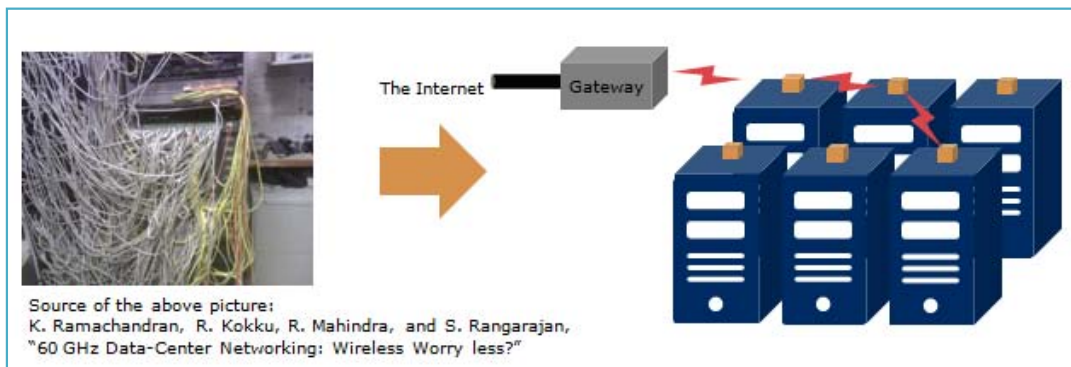 The Internet
Gateway
Source of the above picture:
K. Ramachandran, R. Kokku, R. Mahindra, and S. Rangarajan,
“60 GHz Data-Center Networking: Wireless Worry less?”